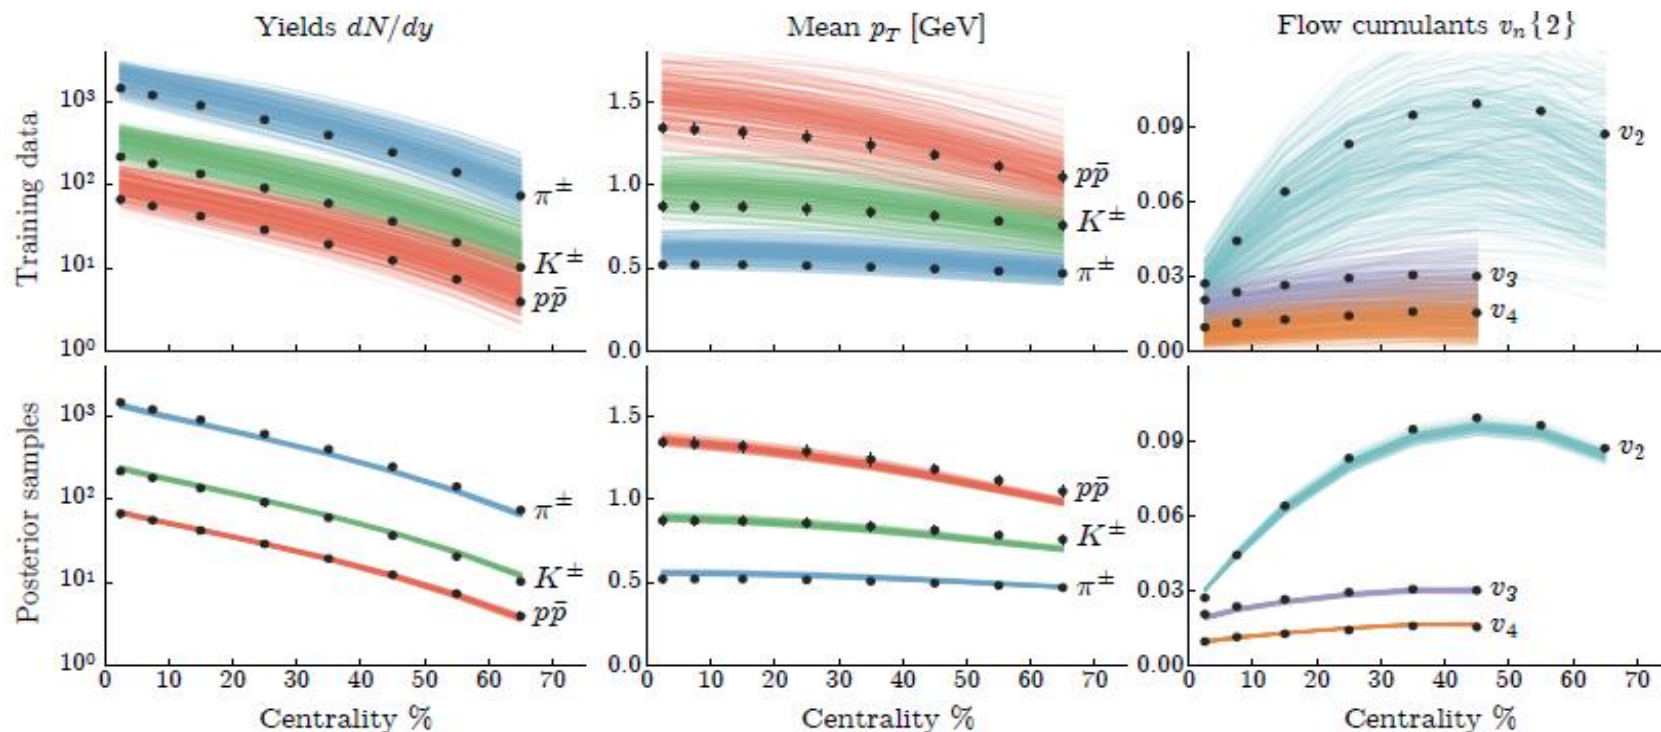 Yields dN/dy
Mean p_T [GeV]
Flow cumulants v_n{2}
Training data
10³
10²
10¹
10⁰
π±
K±
pp̄
1.5
1.0
0.5
0.0
pp̄
K±
π±
0.09
0.06
0.03
0.00
v₂
v₃
v₄
Posterior samples
10³
10²
10¹
10⁰
π±
K±
pp̄
0 10 20 30 40 50 60 70
Centrality %
1.5
1.0
0.5
0.0
pp̄
K±
π±
0 10 20 30 40 50 60 70
Centrality %
0.09
0.06
0.03
0.00
v₂
v₃
v₄
0 10 20 30 40 50 60 70
Centrality %